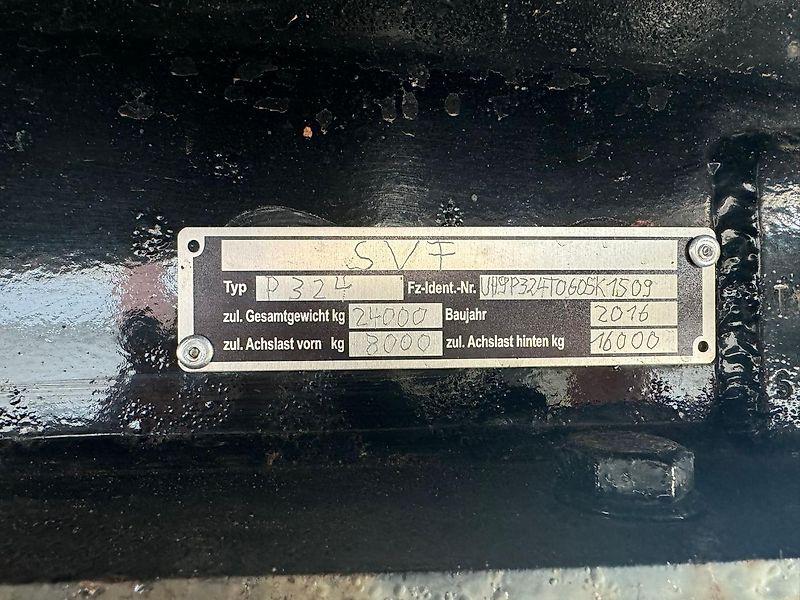 SVF
Typ P324 Fz-Ident.-Nr.
zul. Gesamtgewicht kg 24000 Baujahr 2016
zul. Achslast vorn kg 8000 zul. Achslast hinten kg 16000